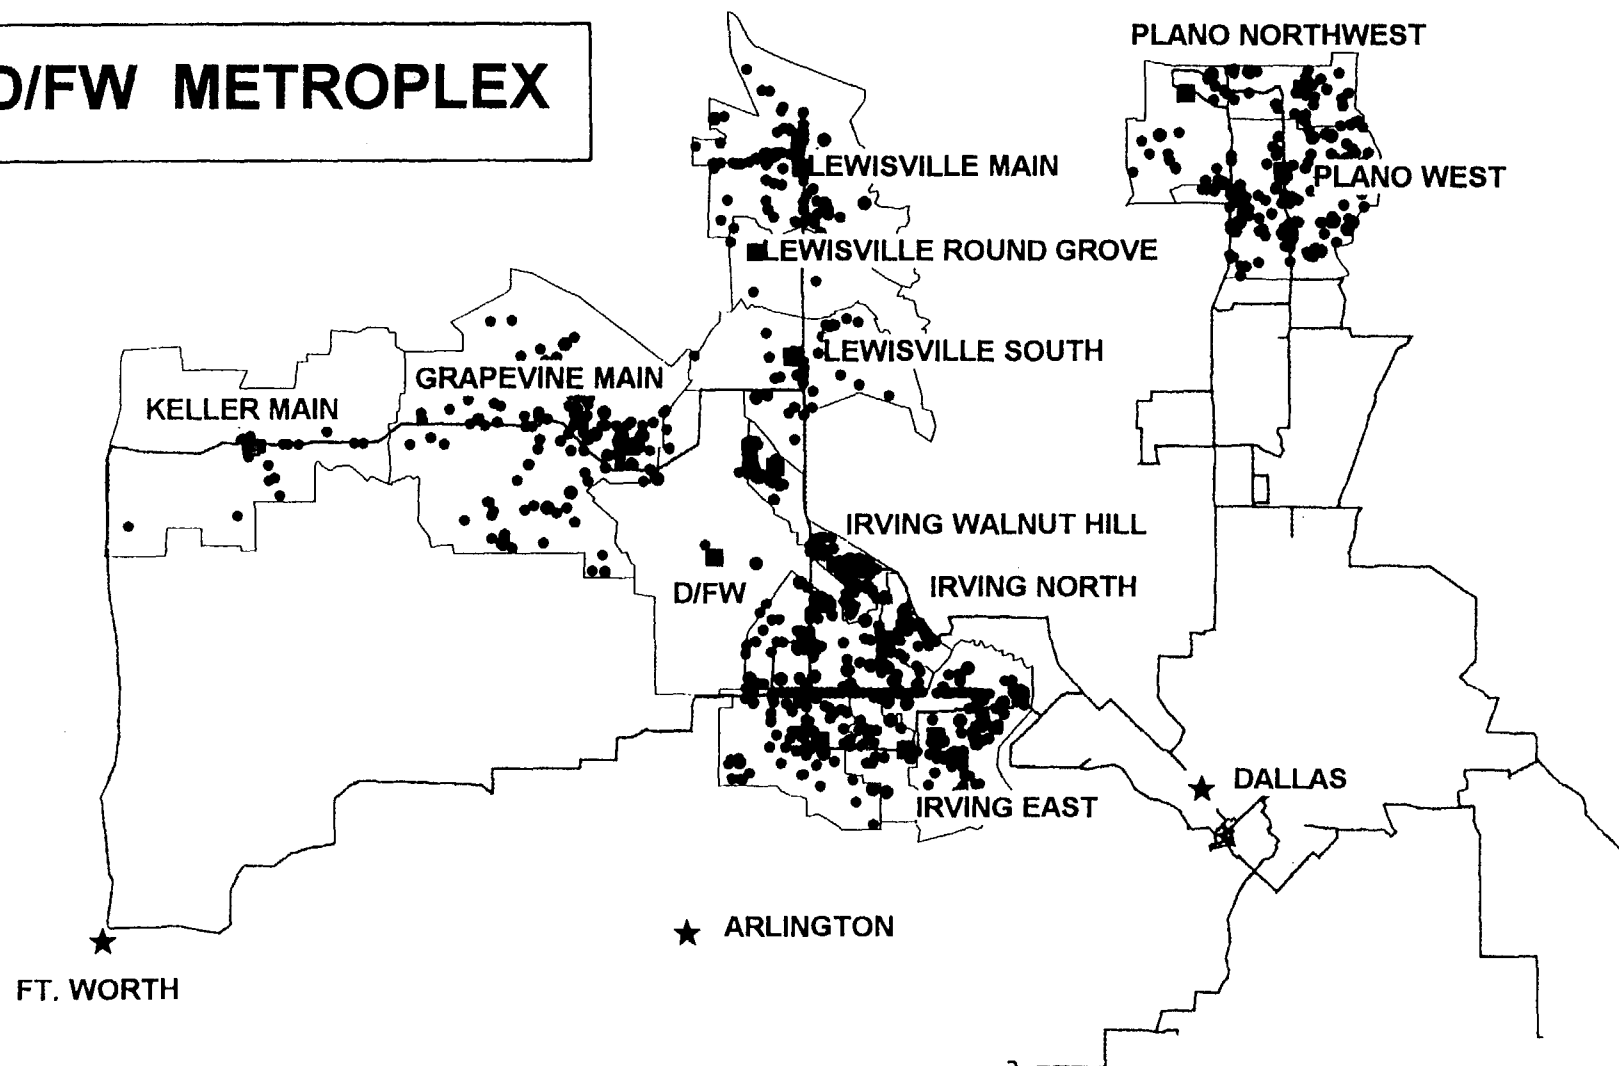 D/FW METROPLEX
PLANO NORTHWEST
LEWISVILLE MAIN
PLANO WEST
LEWISVILLE ROUND GROVE
LEWISVILLE SOUTH
GRAPEVINE MAIN
KELLER MAIN
IRVING WALNUT HILL
IRVING NORTH
D/FW
DALLAS
IRVING EAST
ARLINGTON
FT. WORTH